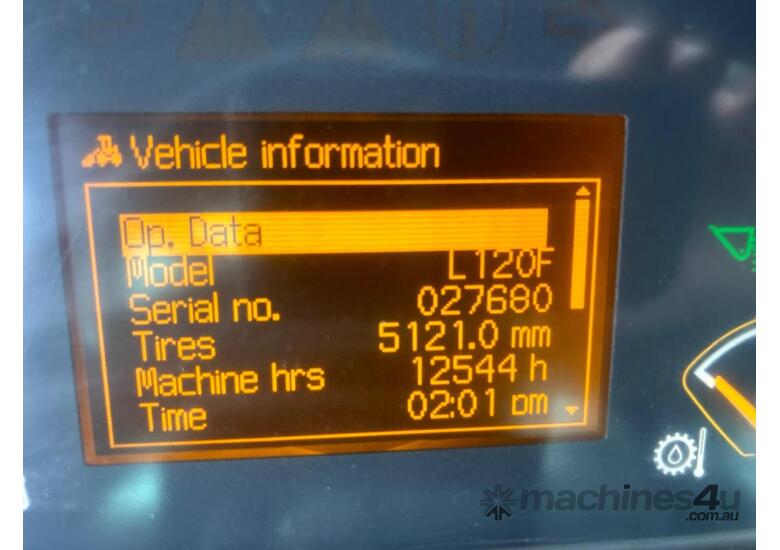 Vehicle information
Op. Data
Model L120F
Serial no. 027680
Tires 5121.0 mm
Machine hrs 12544 h
Time 02:01 pm
machines4u
.com.au